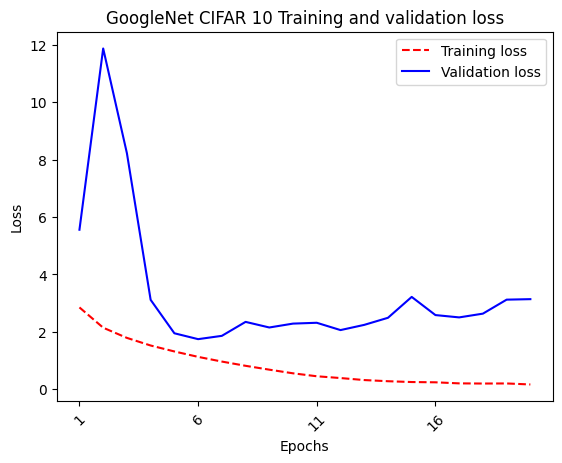 GoogleNet CIFAR 10 Training and validation loss
Training loss
Validation loss
12
10
8
6
4
2
0
Loss
1
6
11
16
Epochs